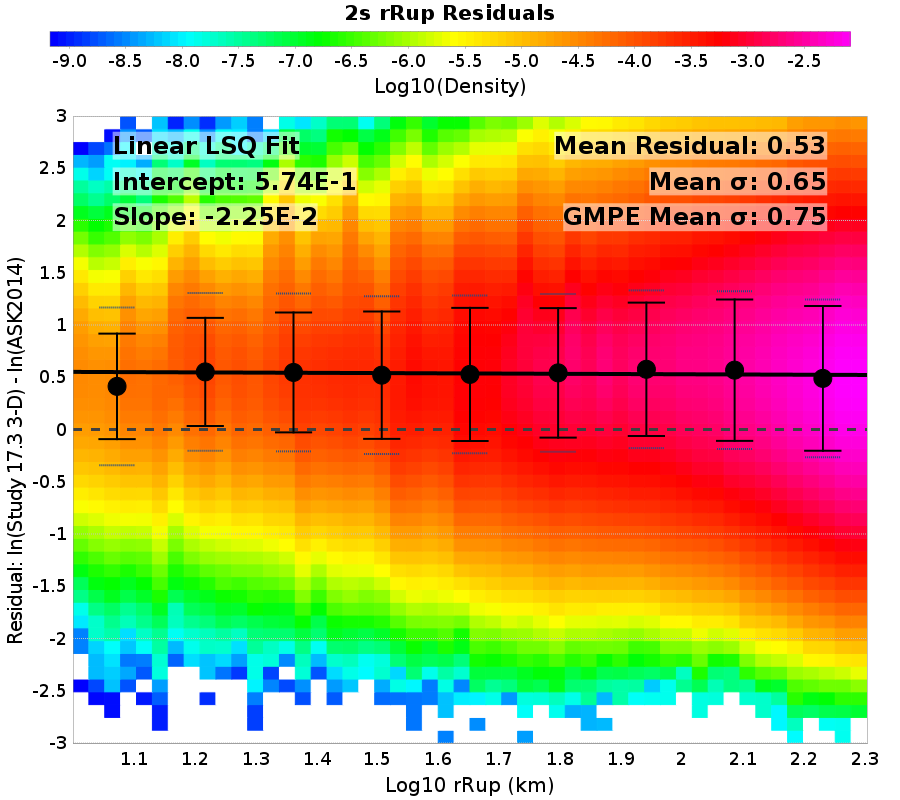 2s rRup Residuals
-9.0 -8.5 -8.0 -7.5 -7.0 -6.5 -6.0 -5.5 -5.0 -4.5 -4.0 -3.5 -3.0 -2.5
Log10(Density)
Linear LSQ Fit
Intercept: 5.74E-1
Slope: -2.25E-2
Mean Residual: 0.53
Mean σ: 0.65
GMPE Mean σ: 0.75
Residual: ln(Study 17.3 3-D) - ln(ASK2014)
3
2.5
2
1.5
1
0.5
0
-0.5
-1
-1.5
-2
-2.5
-3
1.1 1.2 1.3 1.4 1.5 1.6 1.7 1.8 1.9 2 2.1 2.2 2.3
Log10 rRup (km)